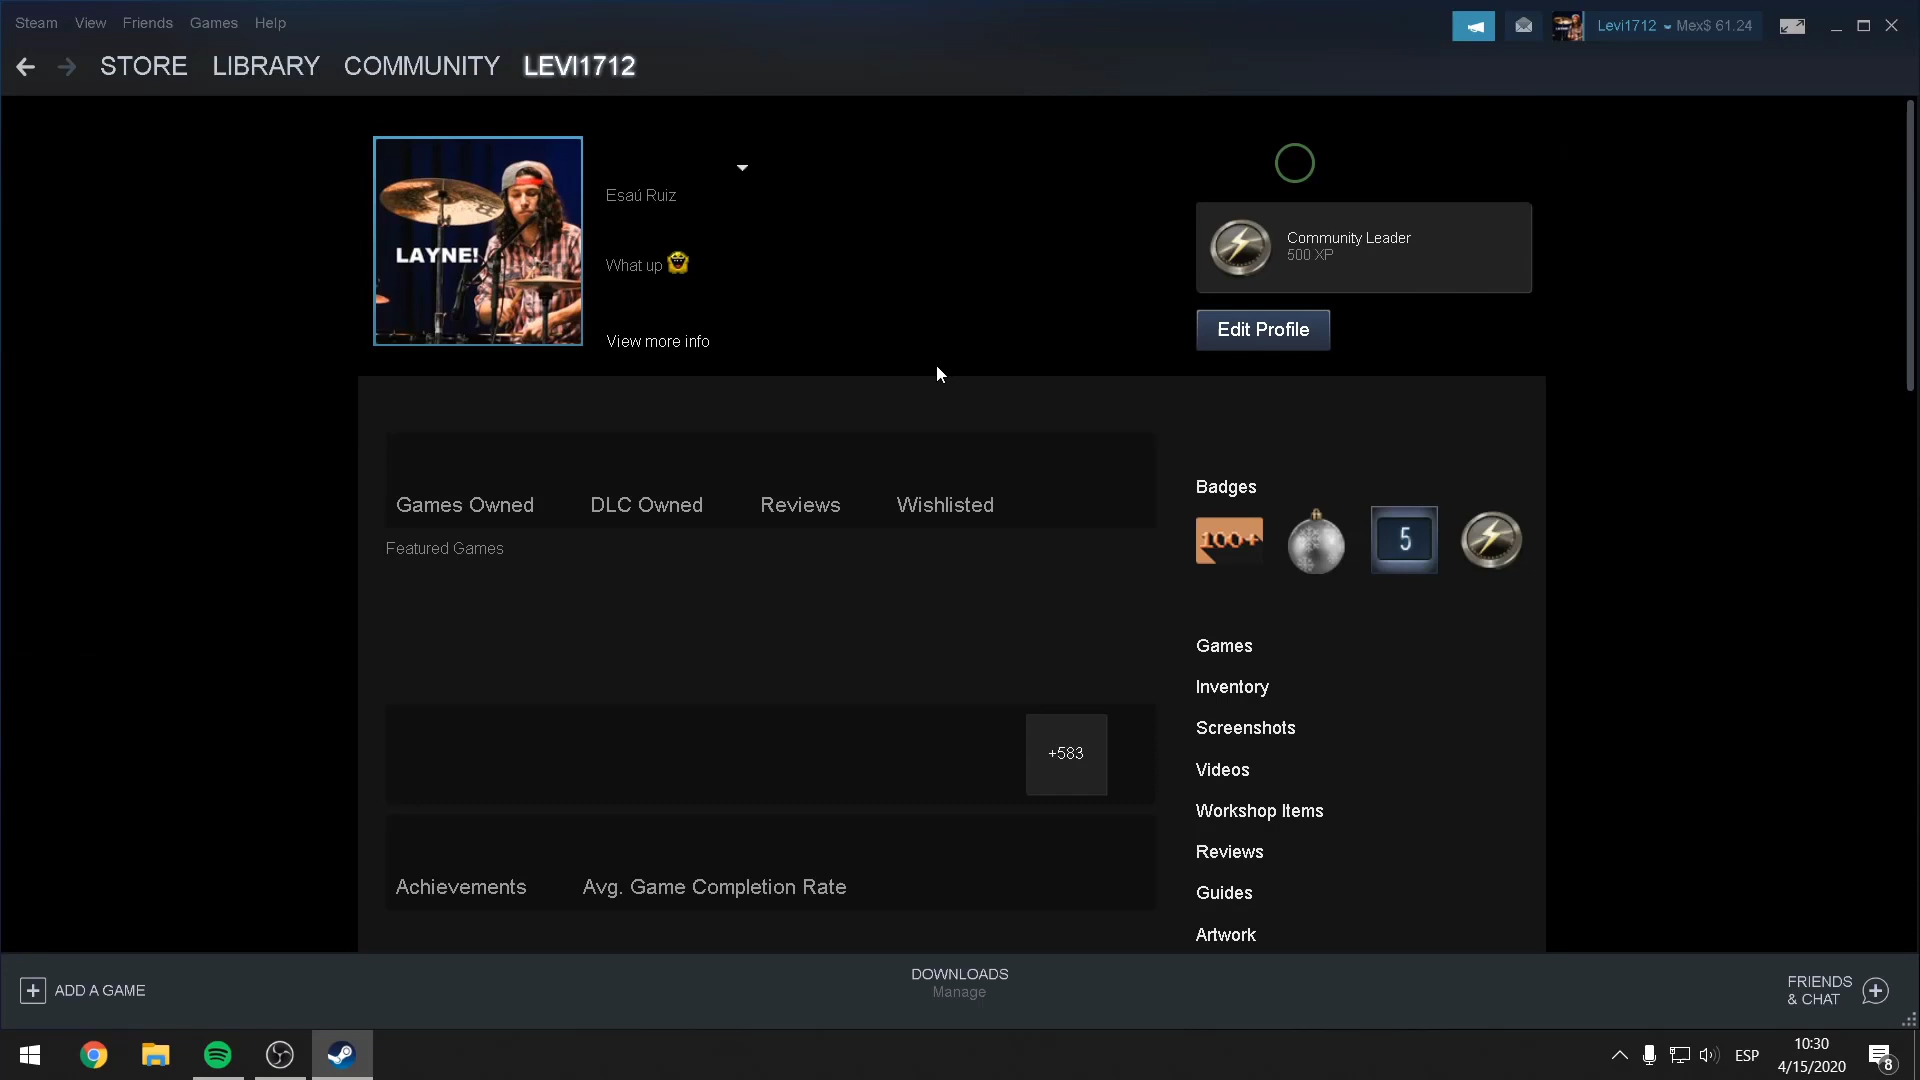 Steam View Friends Games Help
Levi1712 Mex$ 61.24
STORE LIBRARY COMMUNITY LEVI1712
LAYNE!
Esaú Ruiz
What up
View more info
Community Leader
500 XP
Edit Profile
Games Owned DLC Owned Reviews Wishlisted
Featured Games
+583
Achievements Avg. Game Completion Rate
Badges
100+
5
Games
Inventory
Screenshots
Videos
Workshop Items
Reviews
Guides
Artwork
ADD A GAME
DOWNLOADS
Manage
FRIENDS
& CHAT
ESP
10:30
4/15/2020
8